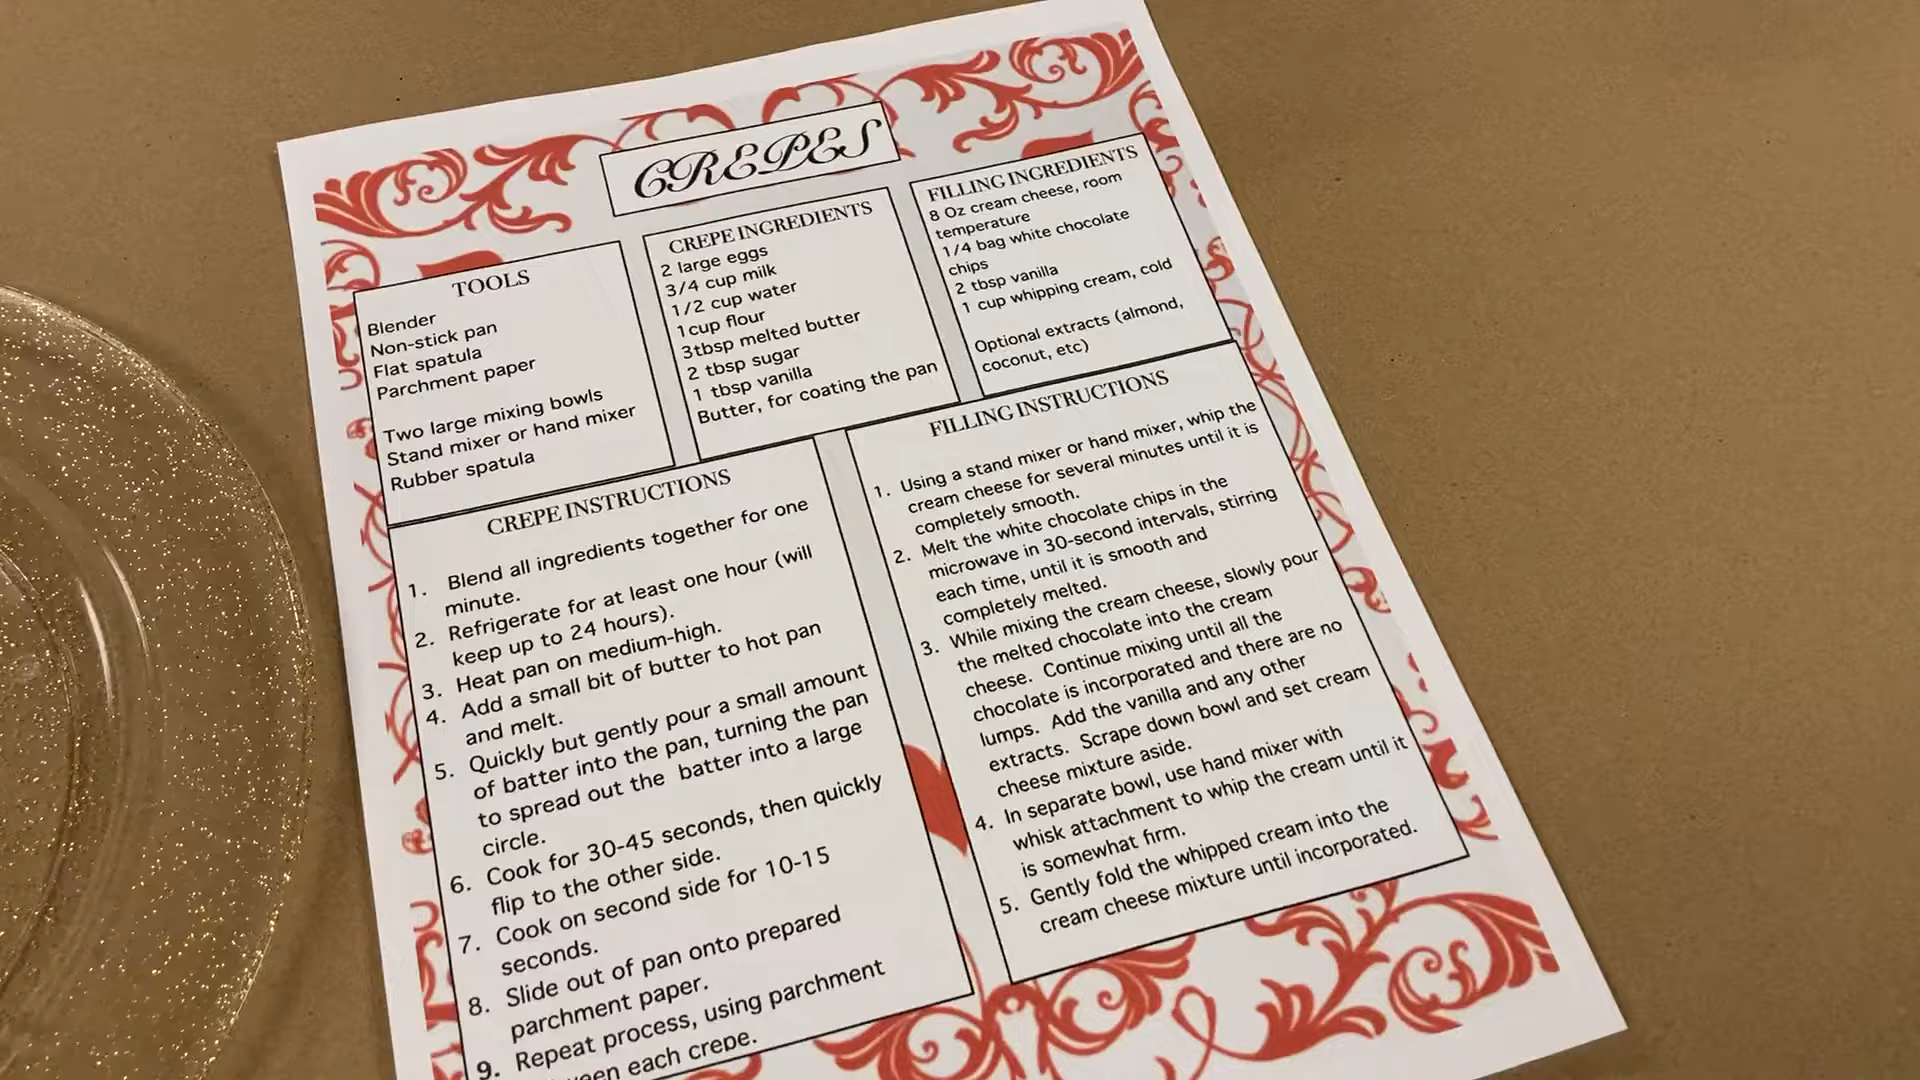 CREPES
TOOLS
Blender
Non-stick pan
Flat spatula
Parchment paper
Two large mixing bowls
Stand mixer or hand mixer
Rubber spatula
CREPE INGREDIENTS
2 large eggs
3/4 cup milk
1/2 cup water
1cup flour
3tbsp melted butter
2 tbsp sugar
1 tbsp vanilla
Butter, for coating the pan
FILLING INGREDIENTS
8 Oz cream cheese, room
temperature
1/4 bag white chocolate
chips
2 tbsp vanilla
1 cup whipping cream, cold
Optional extracts (almond,
coconut, etc)
CREPE INSTRUCTIONS
1. Blend all ingredients together for one
minute.
2. Refrigerate for at least one hour (will
keep up to 24 hours).
3. Heat pan on medium-high.
4. Add a small bit of butter to hot pan
and melt.
5. Quickly but gently pour a small amount
of batter into the pan, turning the pan
to spread out the batter into a large
circle.
6. Cook for 30-45 seconds, then quickly
flip to the other side.
7. Cook on second side for 10-15
seconds.
8. Slide out of pan onto prepared
parchment paper.
9. Repeat process, using parchment
each crepe.
FILLING INSTRUCTIONS
1. Using a stand mixer or hand mixer, whip the
cream cheese for several minutes until it is
completely smooth.
2. Melt the white chocolate chips in the
microwave in 30-second intervals, stirring
each time, until it is smooth and
completely melted.
3. While mixing the cream cheese, slowly pour
the melted chocolate into the cream
cheese. Continue mixing until all the
chocolate is incorporated and there are no
lumps. Add the vanilla and any other
extracts. Scrape down bowl and set cream
cheese mixture aside.
4. In separate bowl, use hand mixer with
whisk attachment to whip the cream until it
is somewhat firm.
5. Gently fold the whipped cream into the
cream cheese mixture until incorporated.